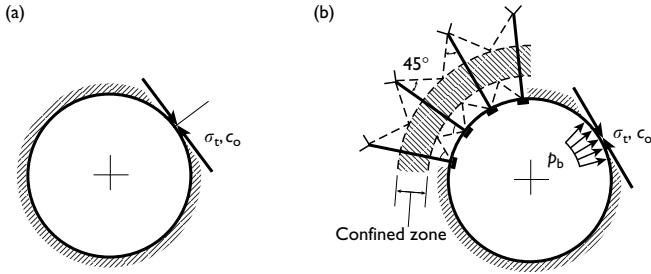 (a)
σt, co
(b)
45°
σt, co
pb
Confined zone